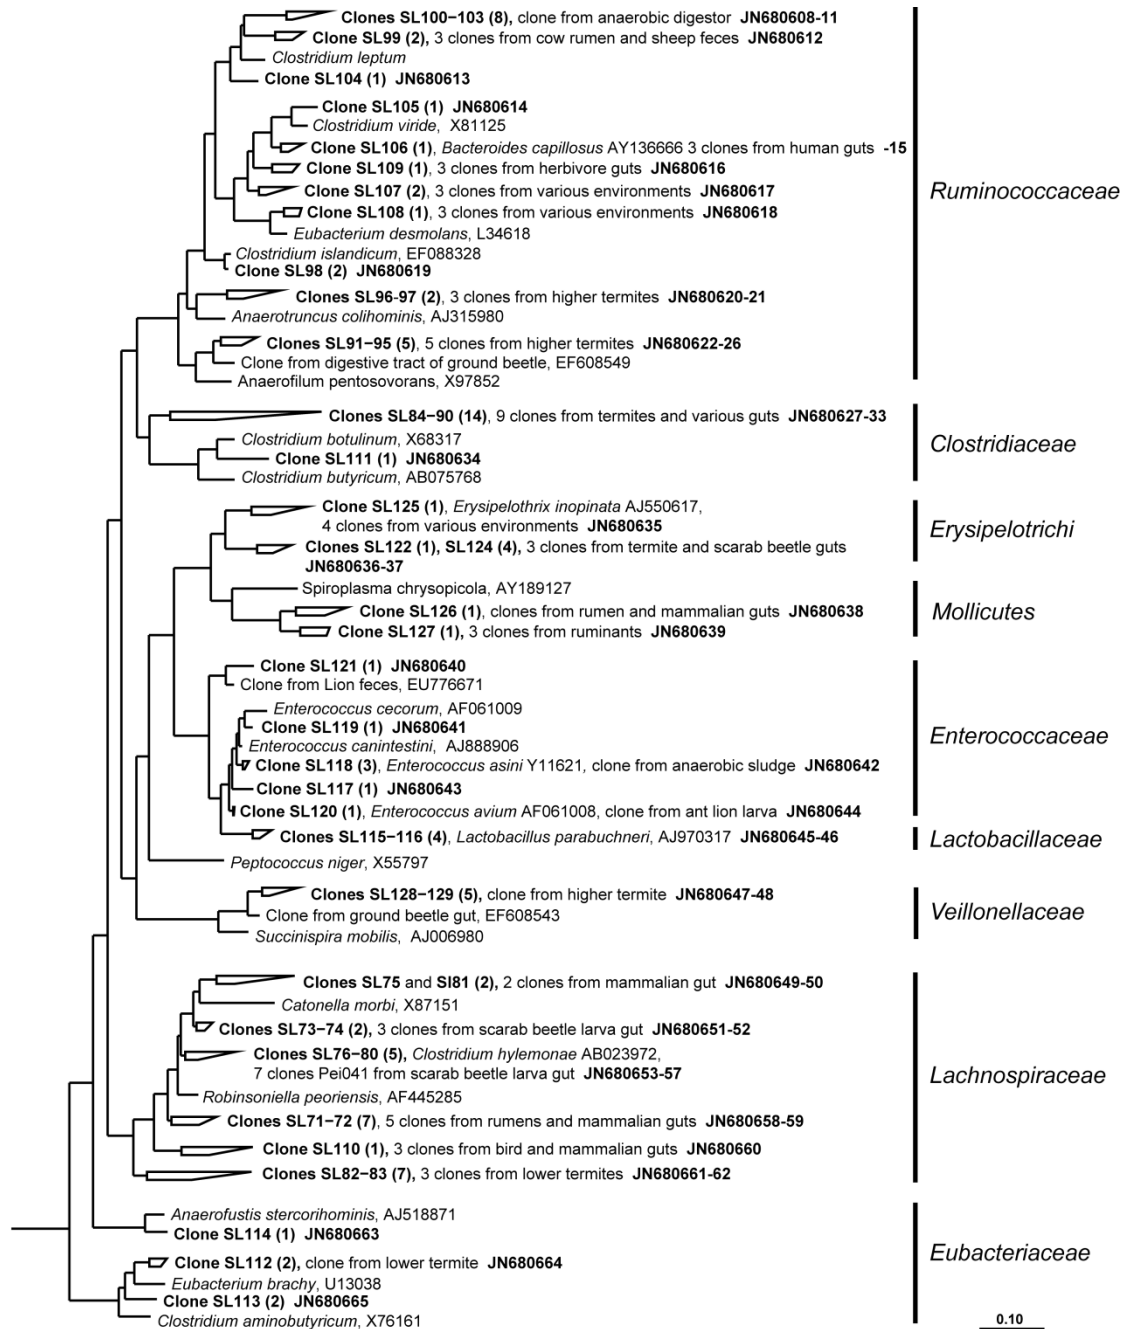 Clones SL100−103 (8), clone from anaerobic digestor JN680608-11
Clone SL99 (2), 3 clones from cow rumen and sheep feces JN680612
Clostridium leptum
Clone SL104 (1) JN680613
Clone SL105 (1) JN680614
Clostridium viride, X81125
Clone SL106 (1), Bacteroides capillosus AY136666 3 clones from human guts -15
Clone SL109 (1), 3 clones from herbivore guts JN680616
Clone SL107 (2), 3 clones from various environments JN680617
Clone SL108 (1), 3 clones from various environments JN680618
Eubacterium desmolans, L34618
Clostridium islandicum, EF088328
Clone SL98 (2) JN680619
Clones SL96-97 (2), 3 clones from higher termites JN680620-21
Anaerotruncus colihominis, AJ315980
Clones SL91−95 (5), 5 clones from higher termites JN680622-26
Clone from digestive tract of ground beetle, EF608549
Anaerofilum pentosovorans, X97852
Ruminococcaceae
Clones SL84−90 (14), 9 clones from termites and various guts JN680627-33
Clostridium botulinum, X68317
Clone SL111 (1) JN680634
Clostridium butyricum, AB075768
Clostridiaceae
Clone SL125 (1), Erysipelothrix inopinata AJ550617,
4 clones from various environments JN680635
Clones SL122 (1), SL124 (4), 3 clones from termite and scarab beetle guts
JN680636-37
Erysipelotrichi
Spiroplasma chrysopicola, AY189127
Clone SL126 (1), clones from rumen and mammalian guts JN680638
Clone SL127 (1), 3 clones from ruminants JN680639
Mollicutes
Clone SL121 (1) JN680640
Clone from Lion feces, EU776671
Enterococcus cecorum, AF061009
Clone SL119 (1) JN680641
Enterococcus canintestini, AJ888906
Clone SL118 (3), Enterococcus asini Y11621, clone from anaerobic sludge JN680642
Clone SL117 (1) JN680643
Clone SL120 (1), Enterococcus avium AF061008, clone from ant lion larva JN680644
Enterococcaceae
Clones SL115−116 (4), Lactobacillus parabuchneri, AJ970317 JN680645-46
Lactobacillaceae
Peptococcus niger, X55797
Clones SL128−129 (5), clone from higher termite JN680647-48
Clone from ground beetle gut, EF608543
Succinispira mobilis, AJ006980
Veillonellaceae
Clones SL75 and Sl81 (2), 2 clones from mammalian gut JN680649-50
Catonella morbi, X87151
Clones SL73−74 (2), 3 clones from scarab beetle larva gut JN680651-52
Clones SL76−80 (5), Clostridium hylemonae AB023972,
7 clones Pei041 from scarab beetle larva gut JN680653-57
Robinsoniella peoriensis, AF445285
Clones SL71−72 (7), 5 clones from rumens and mammalian guts JN680658-59
Clone SL110 (1), 3 clones from bird and mammalian guts JN680660
Clones SL82−83 (7), 3 clones from lower termites JN680661-62
Lachnospiraceae
Anaerofustis stercorihominis, AJ518871
Clone SL114 (1) JN680663
Clone SL112 (2), clone from lower termite JN680664
Eubacterium brachy, U13038
Clone SL113 (2) JN680665
Clostridium aminobutyricum, X76161
Eubacteriaceae
0.10